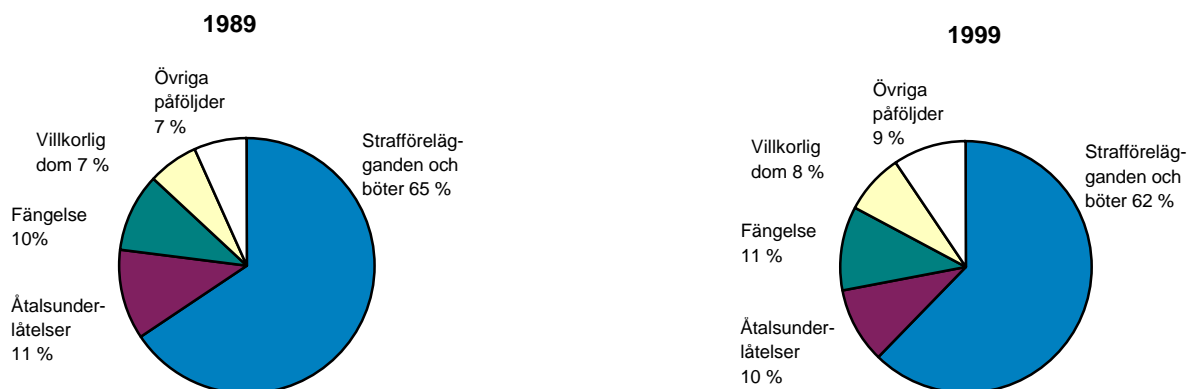 1989
Övriga
påföljder
7 %
Villkorlig
dom 7 %
Strafföreläg-
ganden och
böter 65 %
Fängelse
10%
Åtalsunder-
låtelser
11 %
1999
Övriga
påföljder
9 %
Villkorlig
dom 8 %
Strafföreläg-
ganden och
böter 62 %
Fängelse
11 %
Åtalsunder-
låtelser
10 %